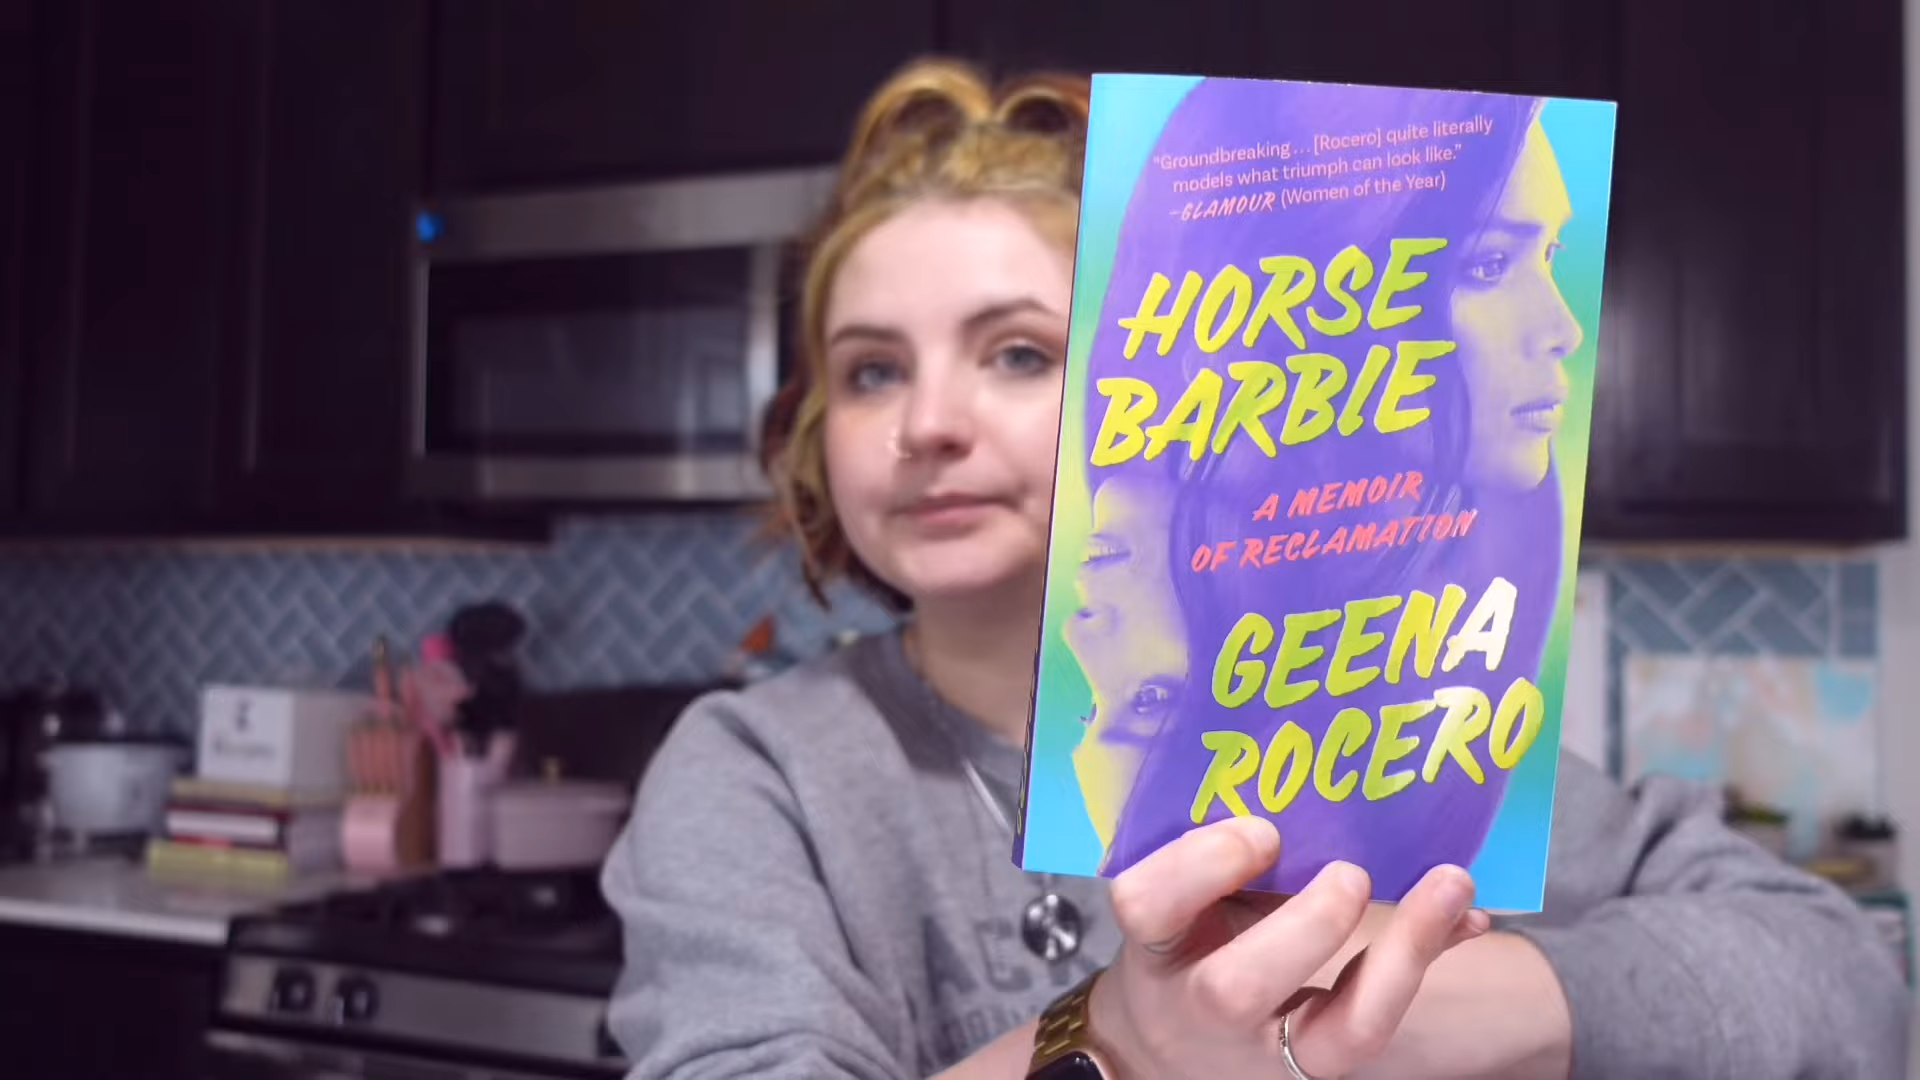 “Groundbreaking... [Rocero] quite literally
models what triumph can look like.”
–GLAMOUR (Women of the Year)
HORSE
BARBIE
A MEMOIR
OF RECLAMATION
GEENA
ROCERO